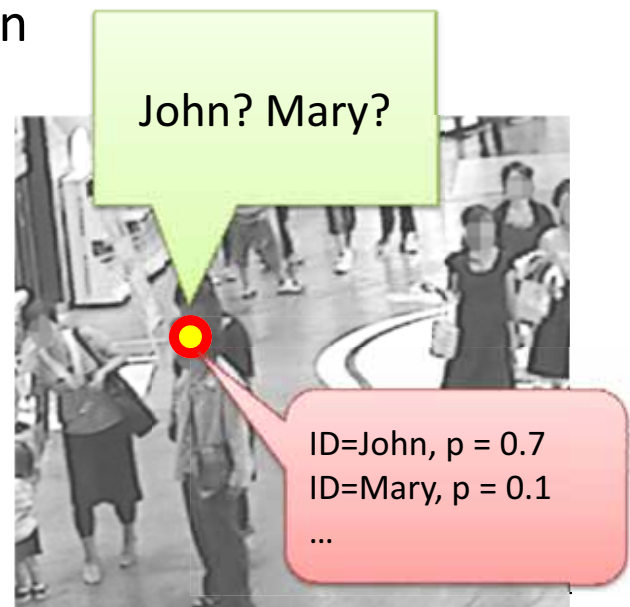 n
John? Mary?
ID=John, p = 0.7
ID=Mary, p = 0.1
...